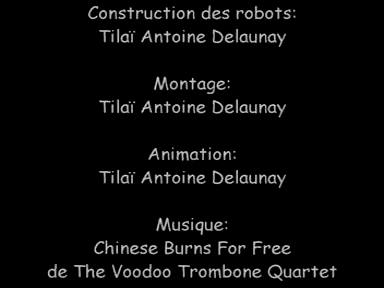 Construction des robots:
Tilaï Antoine Delaunay
Montage:
Tilaï Antoine Delaunay
Animation:
Tilaï Antoine Delaunay
Musique:
Chinese Burns For Free
de The Voodoo Trombone Quartet